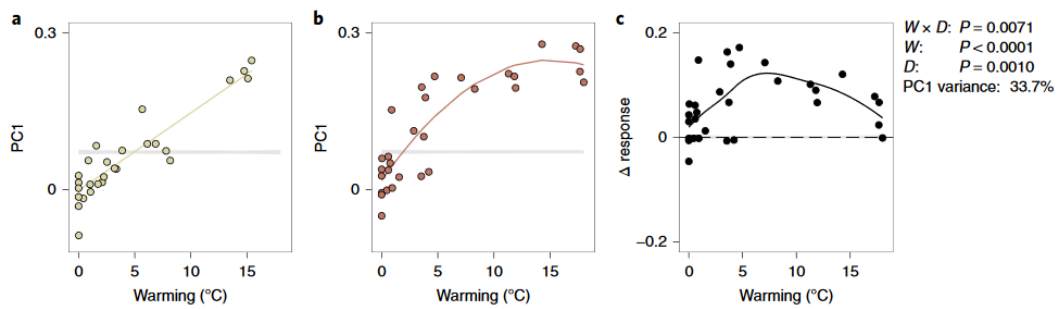 a
b
c
0.3
0
PC1
0 5 10 15
Warming (°C)
0.3
0
PC1
0 5 10 15
Warming (°C)
0.2
0
−0.2
Δ response
0 5 10 15
Warming (°C)
W × D: P = 0.0071
W: P < 0.0001
D: P = 0.0010
PC1 variance: 33.7%